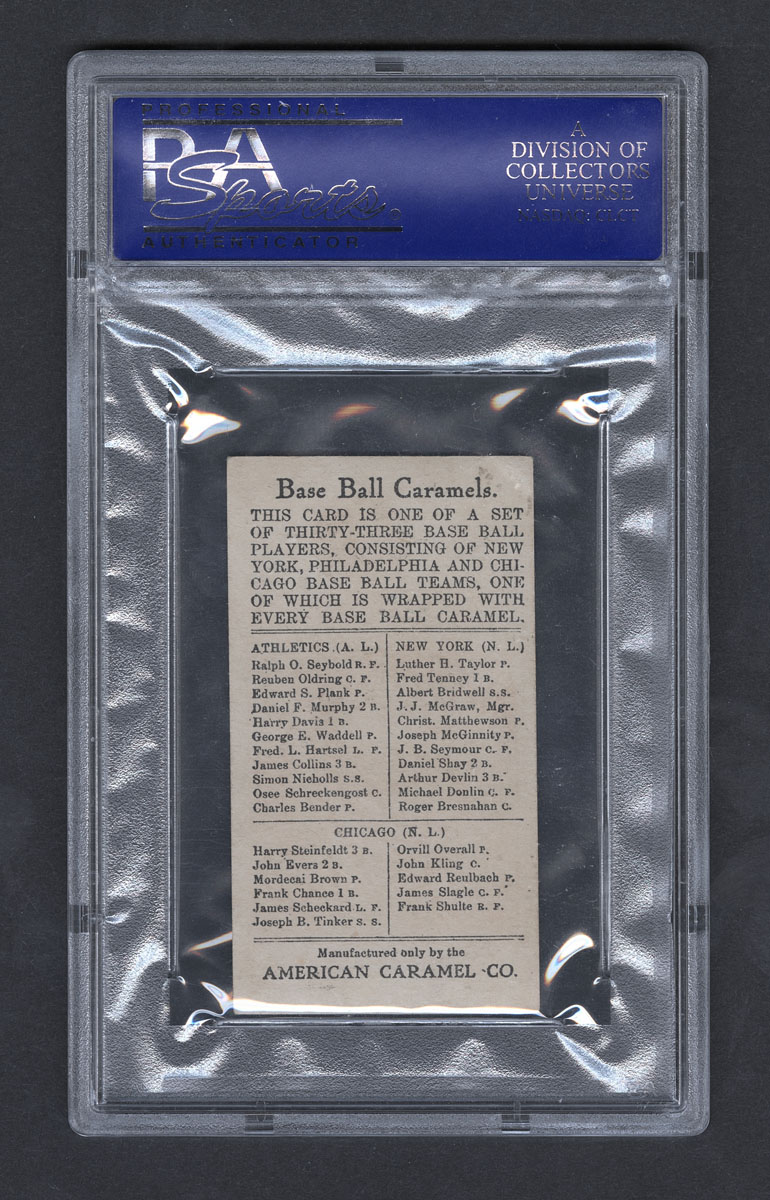 PROFESSIONAL
PSA
Sports
AUTHENTICATOR
A
DIVISION OF
COLLECTORS
UNIVERSE
NASDAQ: CLCT
Base Ball Caramels.
THIS CARD IS ONE OF A SET
OF THIRTY-THREE BASE BALL
PLAYERS, CONSISTING OF NEW
YORK, PHILADELPHIA AND CHI-
CAGO BASE BALL TEAMS, ONE
OF WHICH IS WRAPPED WITH
EVERY BASE BALL CARAMEL.
ATHLETICS (A. L.)
Ralph O. Seybold R. F.
Reuben Oldring C. F.
Edward S. Plank P.
Daniel F. Murphy 2 B.
Harry Davis 1 B.
George E. Waddell P.
Fred. L. Hartsel L. F.
James Collins 3 B.
Simon Nicholls S.S.
Osee Schreckengost C.
Charles Bender P.
NEW YORK (N. L.)
Luther H. Taylor P.
Fred Tenney 1 B.
Albert Bridwell S.S.
J. J. McGraw, Mgr.
Christ. Matthewson P.
Joseph McGinnity P.
J. B. Seymour C. F.
Daniel Shay 2 B.
Arthur Devlin 3 B.
Michael Donlin C. F.
Roger Bresnahan C.
CHICAGO (N. L.)
Harry Steinfeldt 3 B.
John Evers 2 B.
Mordecai Brown P.
Frank Chance 1 B.
James Scheckard L. F.
Joseph B. Tinker S. S.
Orvill Overall P.
John Kling C.
Edward Reulbach P.
James Slagle C. F.
Frank Shulte R. F.
Manufactured only by the
AMERICAN CARAMEL CO.